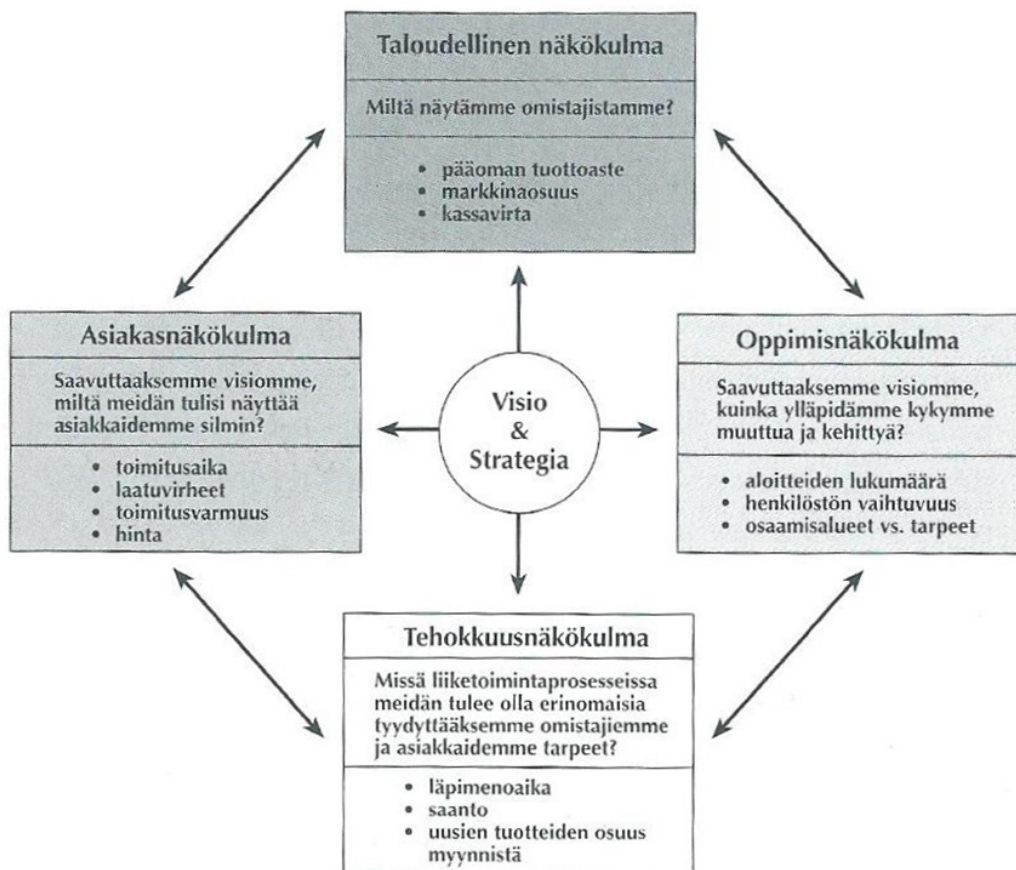 Taloudellinen näkökulma
Miltä näytämme omistajistamme?
• pääoman tuottoaste
• markkinaosuus
• kassavirta
Asiakasnäkökulma
Saavuttaaksemme visiomme,
miltä meidän tulisi näyttää
asiakkaidemme silmin?
• toimitusaika
• laatuvirheet
• toimitusvarmuus
• hinta
Visio
&
Strategia
Oppimisnäkökulma
Saavuttaaksemme visiomme,
kuinka ylläpidämme kykymme
muuttua ja kehittyä?
• aloitteiden lukumäärä
• henkilöstön vaihtuvuus
• osaamisalueet vs. tarpeet
Tehokkuusnäkökulma
Missä liiketoimintaprosesseissa
meidän tulee olla erinomaisia
tyydyttääksemme omistajiemme
ja asiakkaidemme tarpeet?
• läpimenoaika
• saanto
• uusien tuotteiden osuus
myynnistä